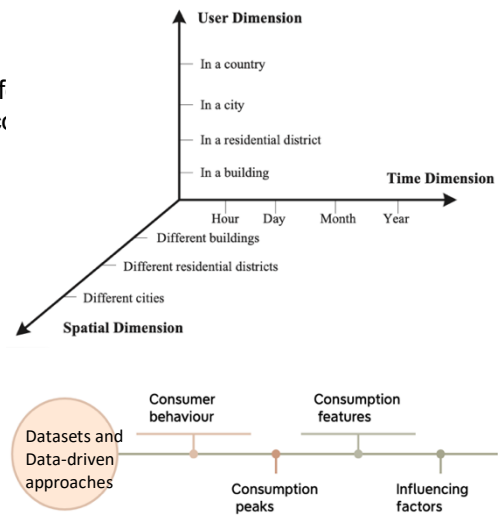 User Dimension
In a country
In a city
In a residential district
In a building
Time Dimension
Hour Day Month Year
Different buildings
Different residential districts
Different cities
Spatial Dimension
Consumer
behaviour
Consumption
features
Datasets and
Data-driven
approaches
Consumption
peaks
Influencing
factors